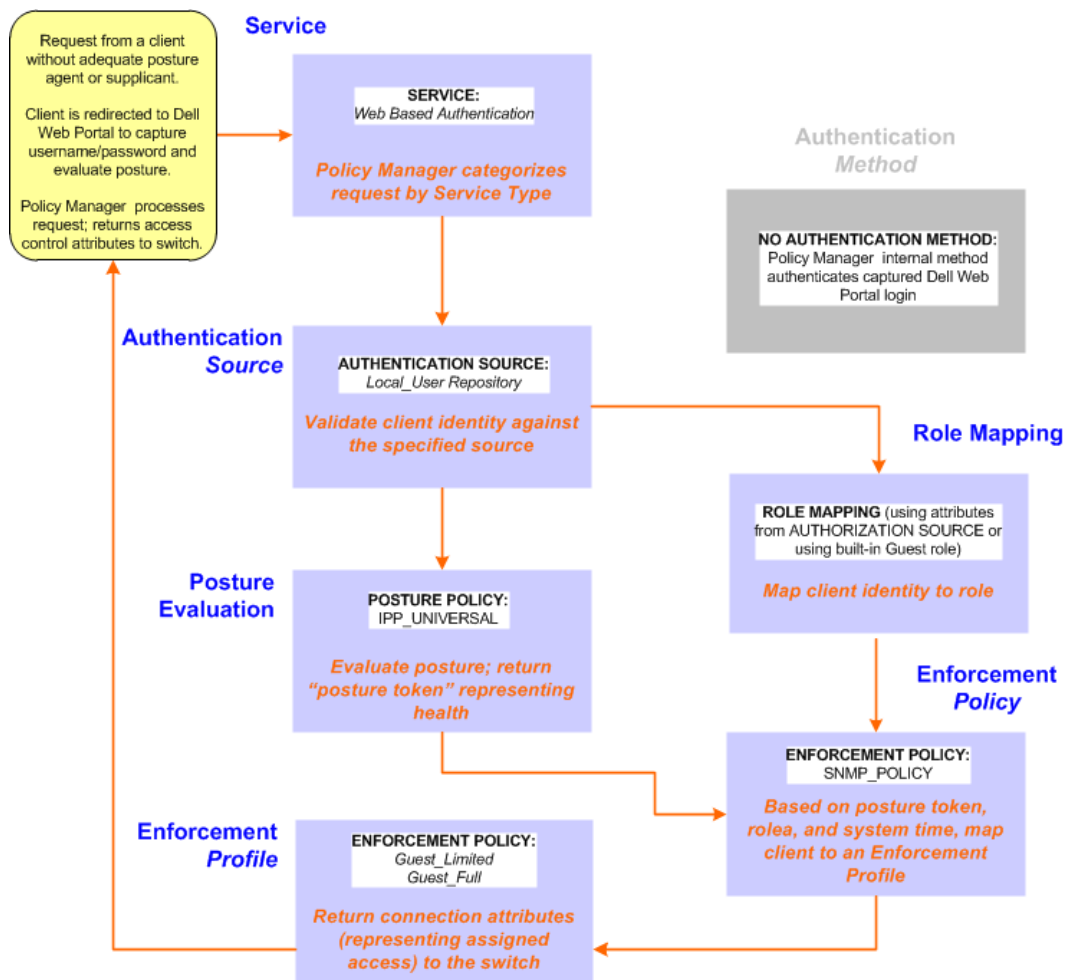 Request from a client
without adequate posture
agent or supplicant.
Client is redirected to Dell
Web Portal to capture
username/password and
evaluate posture.
Policy Manager processes
request; returns access
control attributes to switch.
Service
SERVICE:
Web Based Authentication
Policy Manager categorizes
request by Service Type
Authentication
Method
NO AUTHENTICATION METHOD:
Policy Manager internal method
authenticates captured Dell Web
Portal login
Authentication
Source
AUTHENTICATION SOURCE:
Local_User Repository
Validate client identity against
the specified source
Role Mapping
ROLE MAPPING (using attributes
from AUTHORIZATION SOURCE or
using built-in Guest role)
Map client identity to role
Posture
Evaluation
POSTURE POLICY:
IPP_UNIVERSAL
Evaluate posture; return
“posture token” representing
health
Enforcement
Policy
ENFORCEMENT POLICY:
SNMP_POLICY
Based on posture token,
rolea, and system time, map
client to an Enforcement
Profile
Enforcement
Profile
ENFORCEMENT POLICY:
Guest_Limited
Guest_Full
Return connection attributes
(representing assigned
access) to the switch